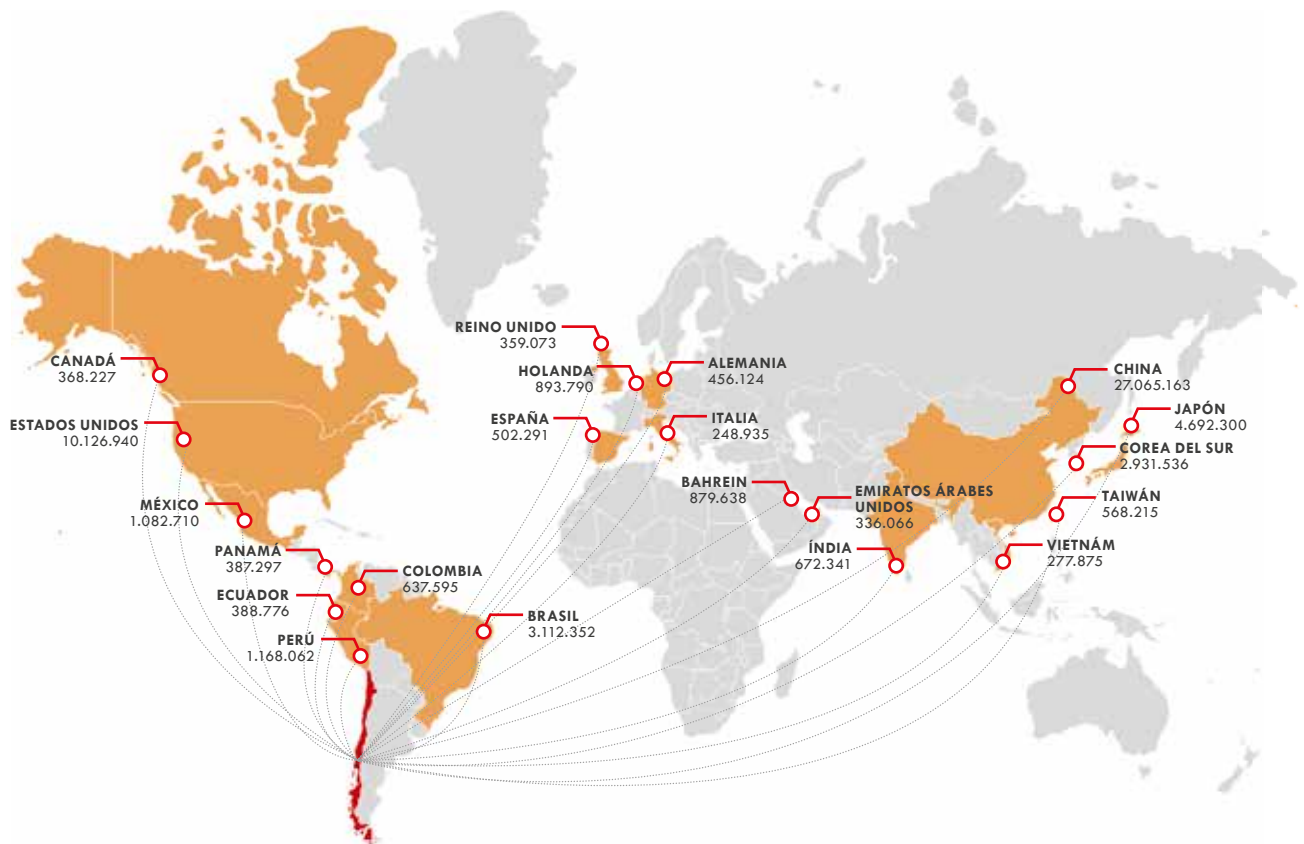 REINO UNIDO
359.073
CANADÁ
368.227
HOLANDA
893.790
ALEMANIA
456.124
CHINA
27.065.163
ESTADOS UNIDOS
10.126.940
ESPAÑA
502.291
ITALIA
248.935
JAPÓN
4.692.300
COREA DEL SUR
2.931.536
MÉXICO
1.082.710
BAHREIN
879.638
EMIRATOS ÁRABES
UNIDOS
336.066
TAIWÁN
568.215
PANAMÁ
387.297
COLOMBIA
637.595
ÍNDIA
672.341
VIETNÁM
277.875
ECUADOR
388.776
BRASIL
3.112.352
PERÚ
1.168.062